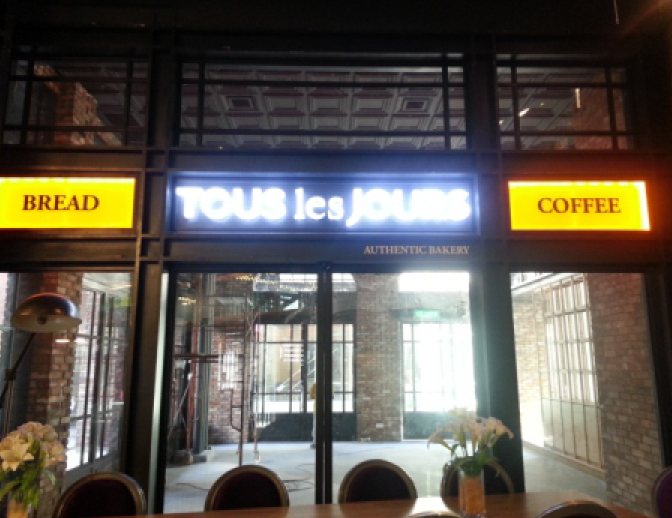 BREAD
TOUS les JOURS
COFFEE
AUTHENTIC BAKERY